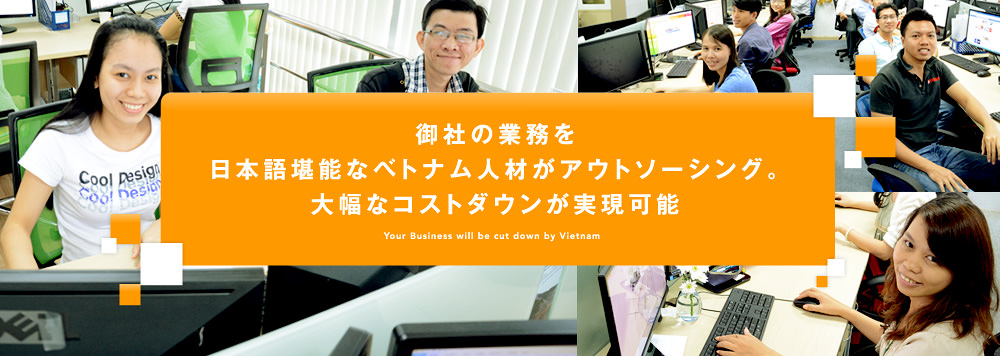 御社の業務を
日本語堪能なベトナム人材がアウトソーシング。
大幅なコストダウンが実現可能
Your Business will be cut down by Vietnam
Cool Design
Cool Design